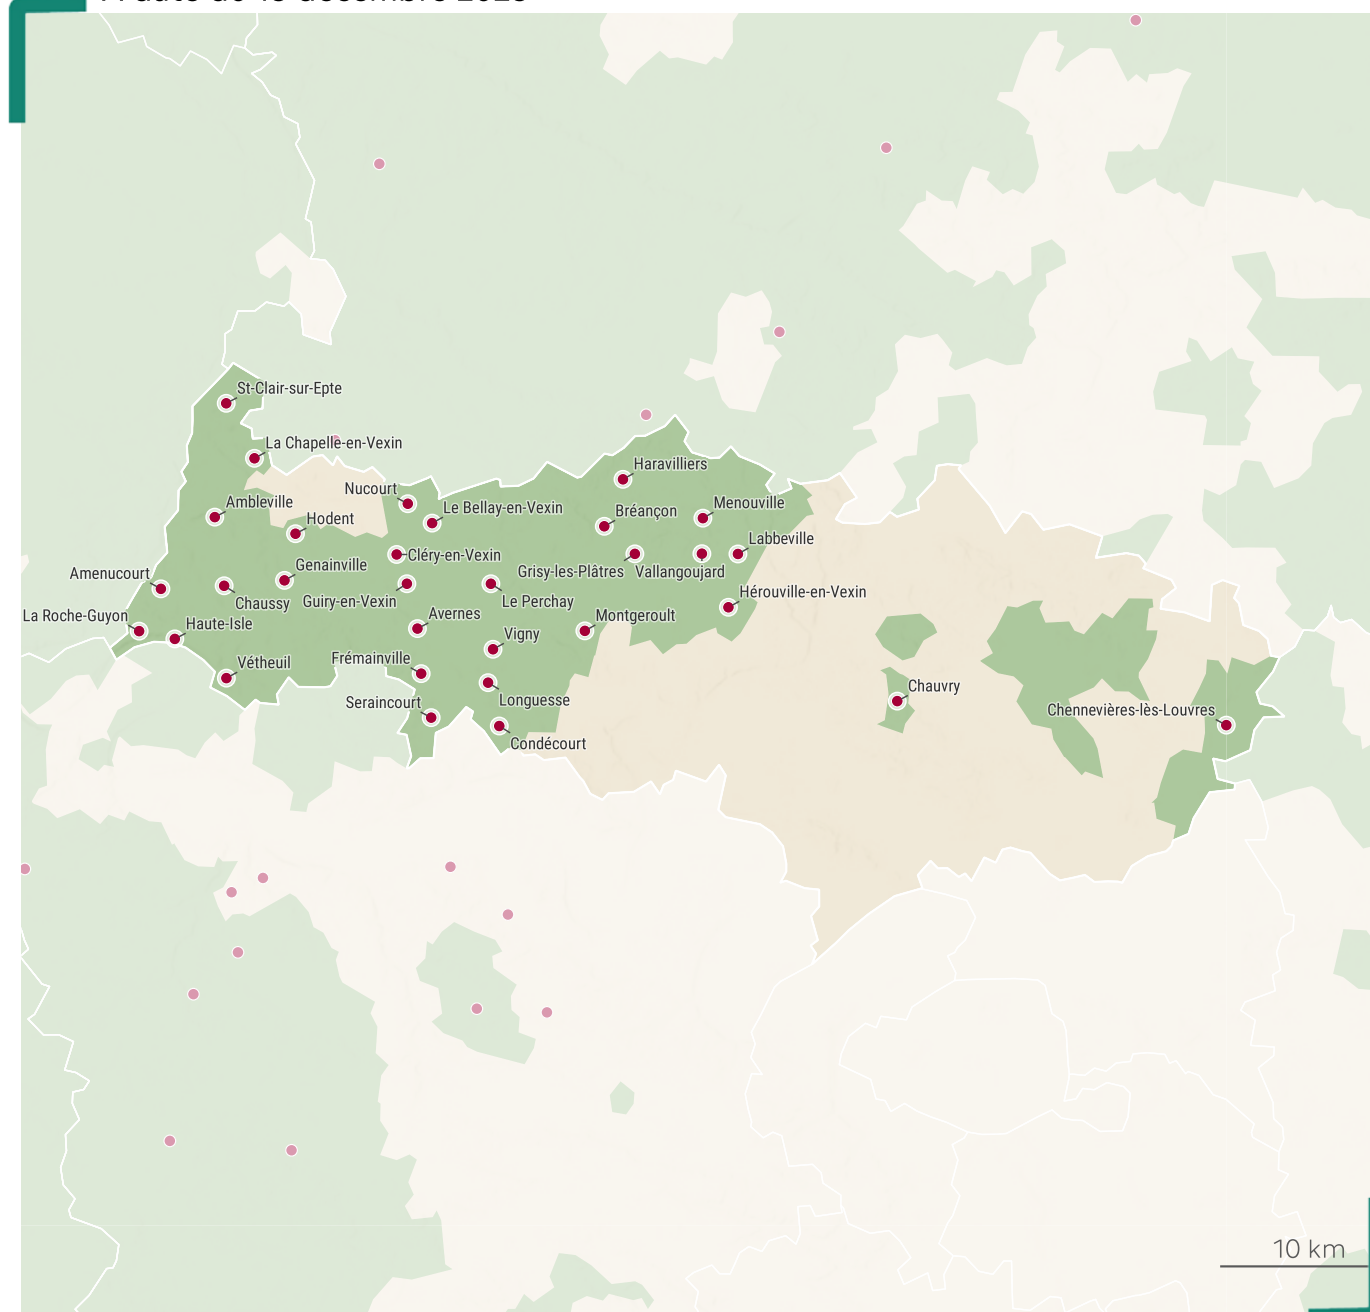 St-Clair-sur-Epte
La Chapelle-en-Vexin
Haravilliers
Nucourt
Ambleville
Le Bellay-en-Vexin
Menouville
Bréançon
Hodent
Labbeville
Cléry-en-Vexin
Genainville
Grisy-les-Plâtres
Vallangoujard
Amenucourt
Chaussy
Guiry-en-Vexin
Le Perchay
Hérouville-en-Vexin
La Roche-Guyon
Haute-Isle
Avernes
Montgeroult
Vigny
Vétheuil
Frémainville
Chauvry
Seraincourt
Longuesse
Chennevières-lès-Louvres
Condécourt
10 km